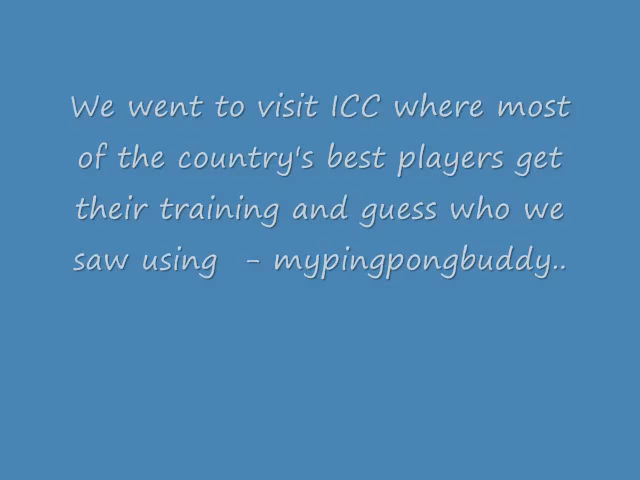 We went to visit ICC where most
of the country's best players get
their training and guess who we
saw using - mypingpongbuddy..